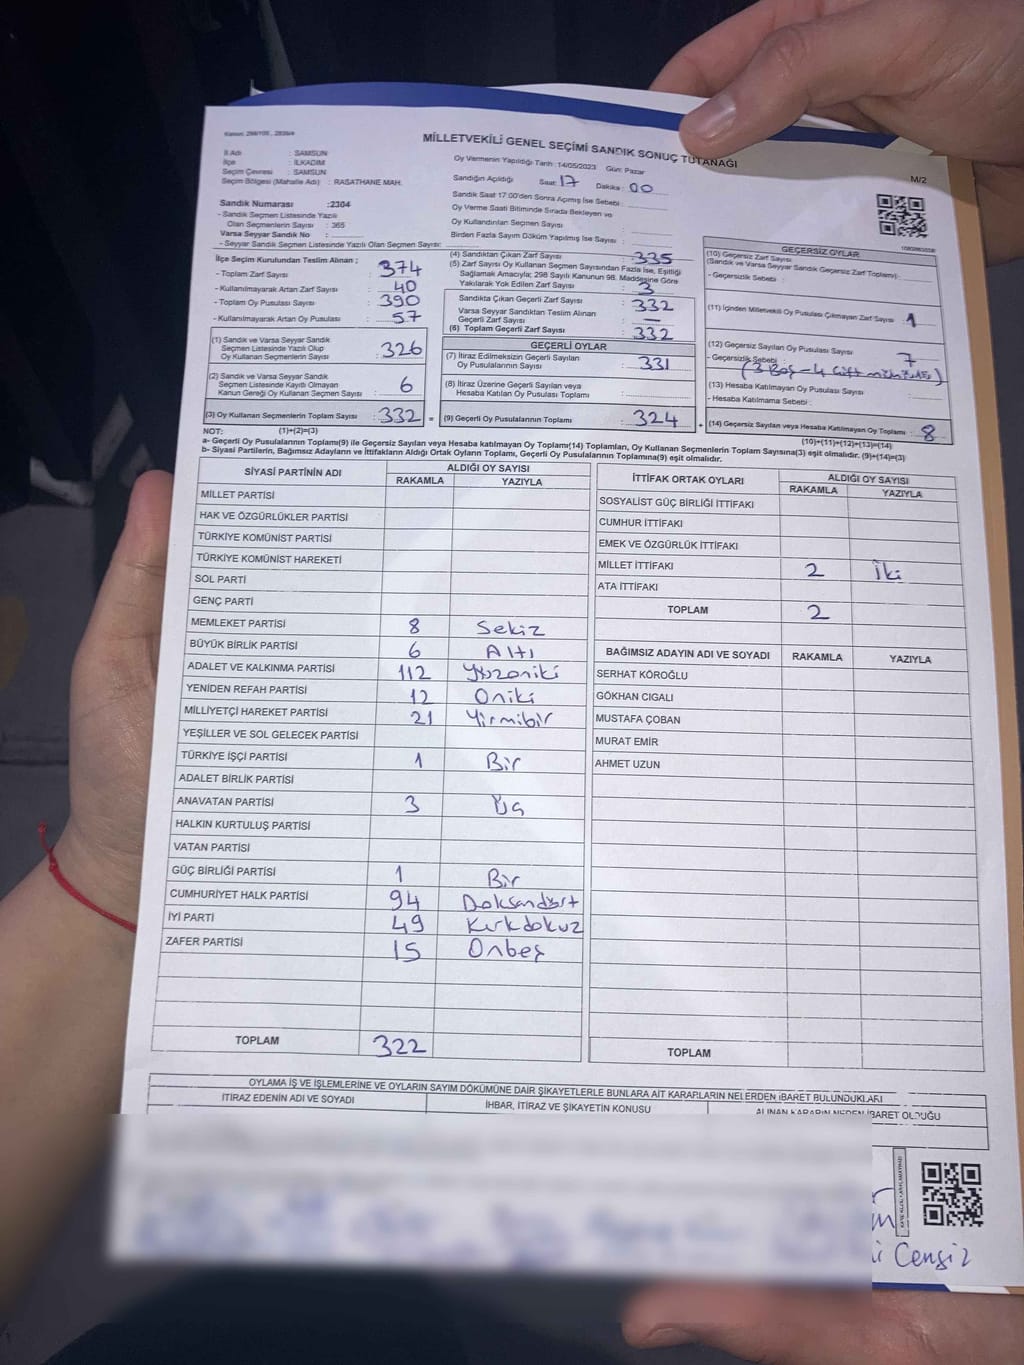 Kanun: 298/105 , 2839/e
MİLLETVEKİLİ GENEL SEÇİMİ SANDIK SONUÇ TUTANAĞI
M/2
İl Adı : SAMSUN
İlçe : İLKADIM
Seçim Çevresi : SAMSUN
Seçim Bölgesi (Mahalle Adı) : RASATHANE MAH.
Sandık Numarası :2304
- Sandık Seçmen Listesinde Yazılı
Olan Seçmenlerin Sayısı : 365
Varsa Seyyar Sandık No :
- Seyyar Sandık Seçmen Listesinde Yazılı Olan Seçmen Sayısı:
Oy Vermenin Yapıldığı Tarih :14/05/2023 Gün: Pazar
Sandığın Açıldığı Saat: 17 Dakika : 00
Sandık Saat 17:00'den Sonra Açılmış İse Sebebi :
Oy Verme Saati Bitiminde Sırada Bekleyen ve
Oy Kullandırılan Seçmen Sayısı :
Birden Fazla Sayım Döküm Yapılmış İse Sayısı :
İlçe Seçim Kurulundan Teslim Alınan ;
- Toplam Zarf Sayısı : 374
- Kullanılmayarak Artan Zarf Sayısı : 40
- Toplam Oy Pusulası Sayısı : 390
- Kullanılmayarak Artan Oy Pusulası : 57
(1) Sandık ve Varsa Seyyar Sandık
Seçmen Listesinde Yazılı Olup
Oy Kullanan Seçmenlerin Sayısı : 326
(2) Sandık ve Varsa Seyyar Sandık
Seçmen Listesinde Kayıtlı Olmayan
Kanun Gereği Oy Kullanan Seçmen Sayısı : 6
(3) Oy Kullanan Seçmenlerin Toplam Sayısı : 332 =
(1)+(2)=(3)
(4) Sandıktan Çıkan Zarf Sayısı : 335
(5) Zarf Sayısı Oy Kullanan Seçmen Sayısından Fazla İse, Eşitliği
Sağlamak Amacıyla; 298 Sayılı Kanunun 98. Maddesine Göre
Yakılarak Yok Edilen Zarf Sayısı : 3
Sandıkta Çıkan Geçerli Zarf Sayısı : 332
Varsa Seyyar Sandıktan Teslim Alınan
Geçerli Zarf Sayısı : —
(6) Toplam Geçerli Zarf Sayısı : 332
GEÇERLİ OYLAR
(7) İtiraz Edilmeksizin Geçerli Sayılan
Oy Pusulalarının Sayısı : 331
(8) İtiraz Üzerine Geçerli Sayılan veya
Hesaba Katılan Oy Pusulası Toplamı :
(9) Geçerli Oy Pusulalarının Toplamı : 324 +
GEÇERSİZ OYLAR
(10) Geçersiz Zarf Sayısı
(Sandık ve Varsa Seyyar Sandık Geçersiz Zarf Toplamı):
- Geçersizlik Sebebi :
(11) İçinden Milletvekili Oy Pusulası Çıkmayan Zarf Sayısı : 1
(12) Geçersiz Sayılan Oy Pusulası Sayısı : 7
- Geçersizlik Sebebi :
(3 Boş - 4 Çift mühür)
(13) Hesaba Katılmayan Oy Pusulası Sayısı :
- Hesaba Katılmama Sebebi :
(14) Geçersiz Sayılan veya Hesaba Katılmayan Oy Toplamı : 8
(10)+(11)+(12)+(13)=(14)
NOT:
a- Geçerli Oy Pusulalarının Toplamı(9) ile Geçersiz Sayılan veya Hesaba katılmayan Oy Toplamı(14) Toplamları, Oy Kullanan Seçmenlerin Toplam Sayısına(3) eşit olmalıdır. (9)+(14)=(3)
b- Siyasi Partilerin, Bağımsız Adayların ve İttifakların Aldığı Ortak Oyların Toplamı, Geçerli Oy Pusulalarının Toplamına(9) eşit olmalıdır.
SİYASİ PARTİNİN ADI ALDIĞI OY SAYISI
RAKAMLA YAZIYLA
MİLLET PARTİSİ
HAK VE ÖZGÜRLÜKLER PARTİSİ
TÜRKİYE KOMÜNİST PARTİSİ
TÜRKİYE KOMÜNİST HAREKETİ
SOL PARTİ
GENÇ PARTİ
MEMLEKET PARTİSİ 8 Sekiz
BÜYÜK BİRLİK PARTİSİ 6 Altı
ADALET VE KALKINMA PARTİSİ 112 Yüzoniki
YENİDEN REFAH PARTİSİ 12 Oniki
MİLLİYETÇİ HAREKET PARTİSİ 21 Yirmibir
YEŞİLLER VE SOL GELECEK PARTİSİ
TÜRKİYE İŞÇİ PARTİSİ 1 Bir
ADALET BİRLİK PARTİSİ
ANAVATAN PARTİSİ 3 Üç
HALKIN KURTULUŞ PARTİSİ
VATAN PARTİSİ
GÜÇ BİRLİĞİ PARTİSİ 1 Bir
CUMHURİYET HALK PARTİSİ 94 Doksandört
İYİ PARTİ 49 Kırkdokuz
ZAFER PARTİSİ 15 Onbeş
TOPLAM 322
İTTİFAK ORTAK OYLARI ALDIĞI OY SAYISI
RAKAMLA YAZIYLA
SOSYALİST GÜÇ BİRLİĞİ İTTİFAKI
CUMHUR İTTİFAKI
EMEK VE ÖZGÜRLÜK İTTİFAKI
MİLLET İTTİFAKI 2 İki
ATA İTTİFAKI
TOPLAM 2
BAĞIMSIZ ADAYIN ADI VE SOYADI RAKAMLA YAZIYLA
SERHAT KÖROĞLU
GÖKHAN CIGALI
MUSTAFA ÇOBAN
MURAT EMİR
AHMET UZUN
TOPLAM
OYLAMA İŞ VE İŞLEMLERİNE VE OYLARIN SAYIM DÖKÜMÜNE DAİR ŞİKAYETLERLE BUNLARA AİT KARARLARIN NELERDEN İBARET BULUNDUKLARI
İTİRAZ EDENİN ADI VE SOYADI İHBAR, İTİRAZ VE ŞİKAYETİN KONUSU ALINAN KARARIN NEDEN İBARET OLDUĞU
Cengiz